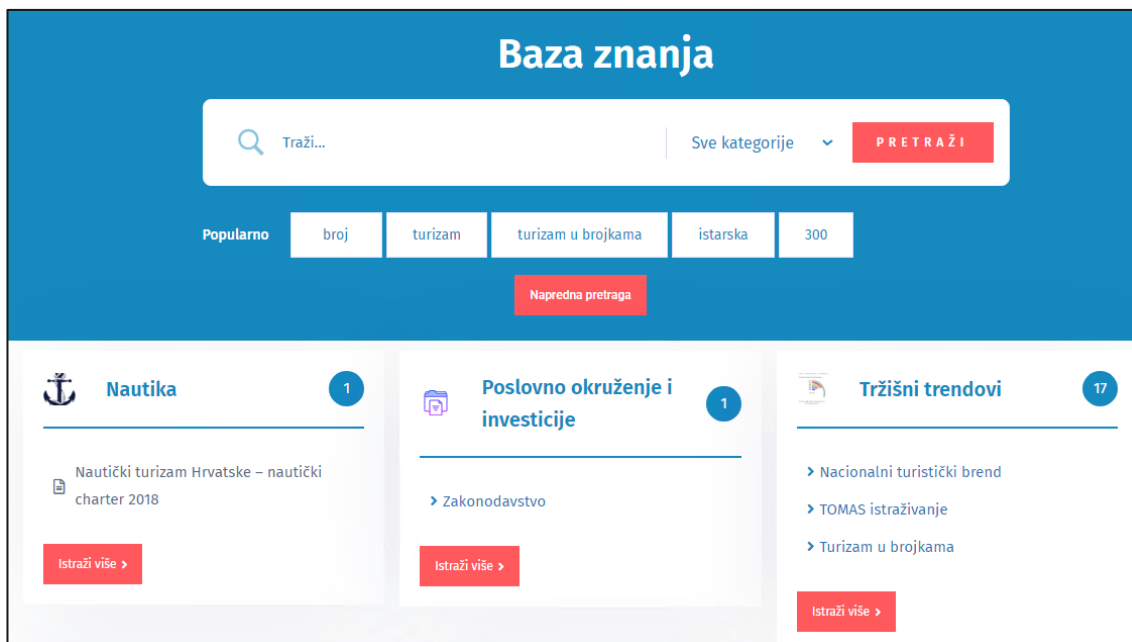 Baza znanja
Traži...
Sve kategorije
PRETRAŽI
Popularno
broj
turizam
turizam u brojkama
istarska
300
Napredna pretraga
Nautika
1
Nautički turizam Hrvatske – nautički
charter 2018
Istraži više
Poslovno okruženje i
investicije
1
Zakonodavstvo
Istraži više
Tržišni trendovi
17
Nacionalni turistički brend
TOMAS istraživanje
Turizam u brojkama
Istraži više